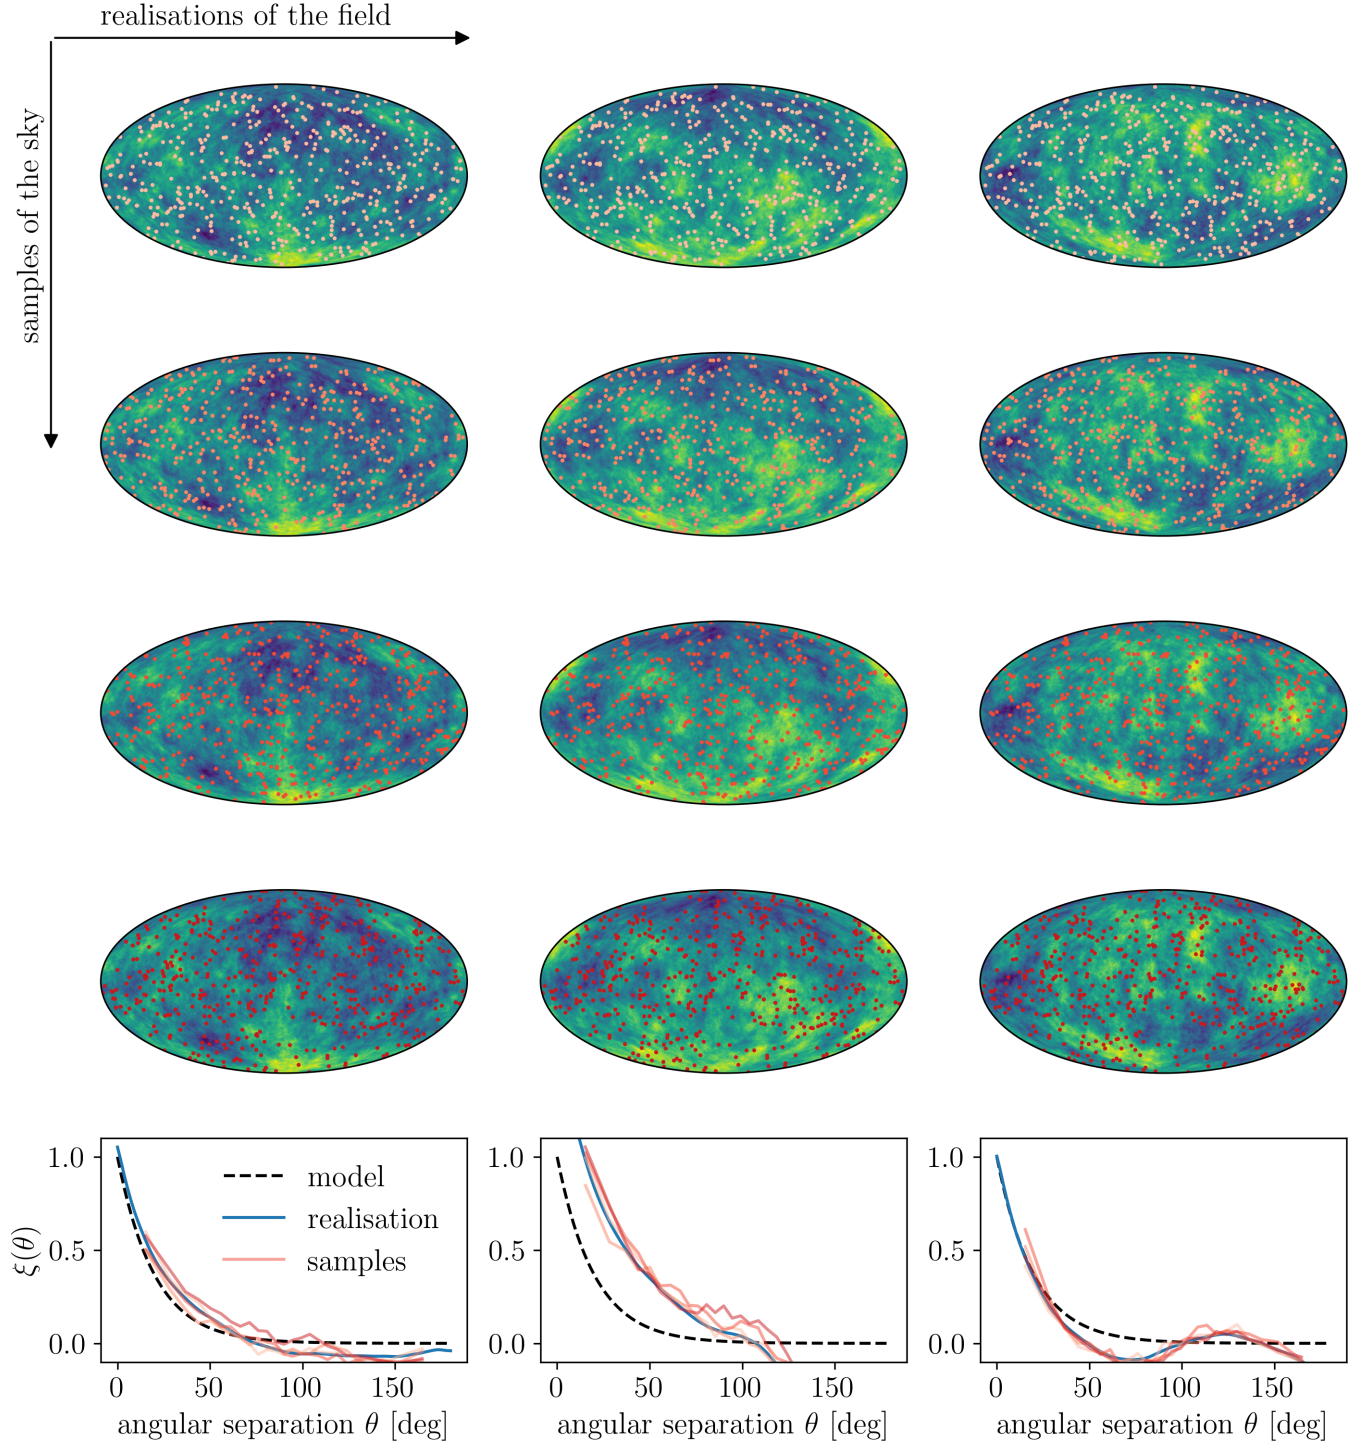 realisations of the field
samples of the sky
1.0
0.5
0.0
ξ(θ)
model
realisation
samples
0 50 100 150
angular separation θ [deg]
1.0
0.5
0.0
0 50 100 150
angular separation θ [deg]
1.0
0.5
0.0
0 50 100 150
angular separation θ [deg]